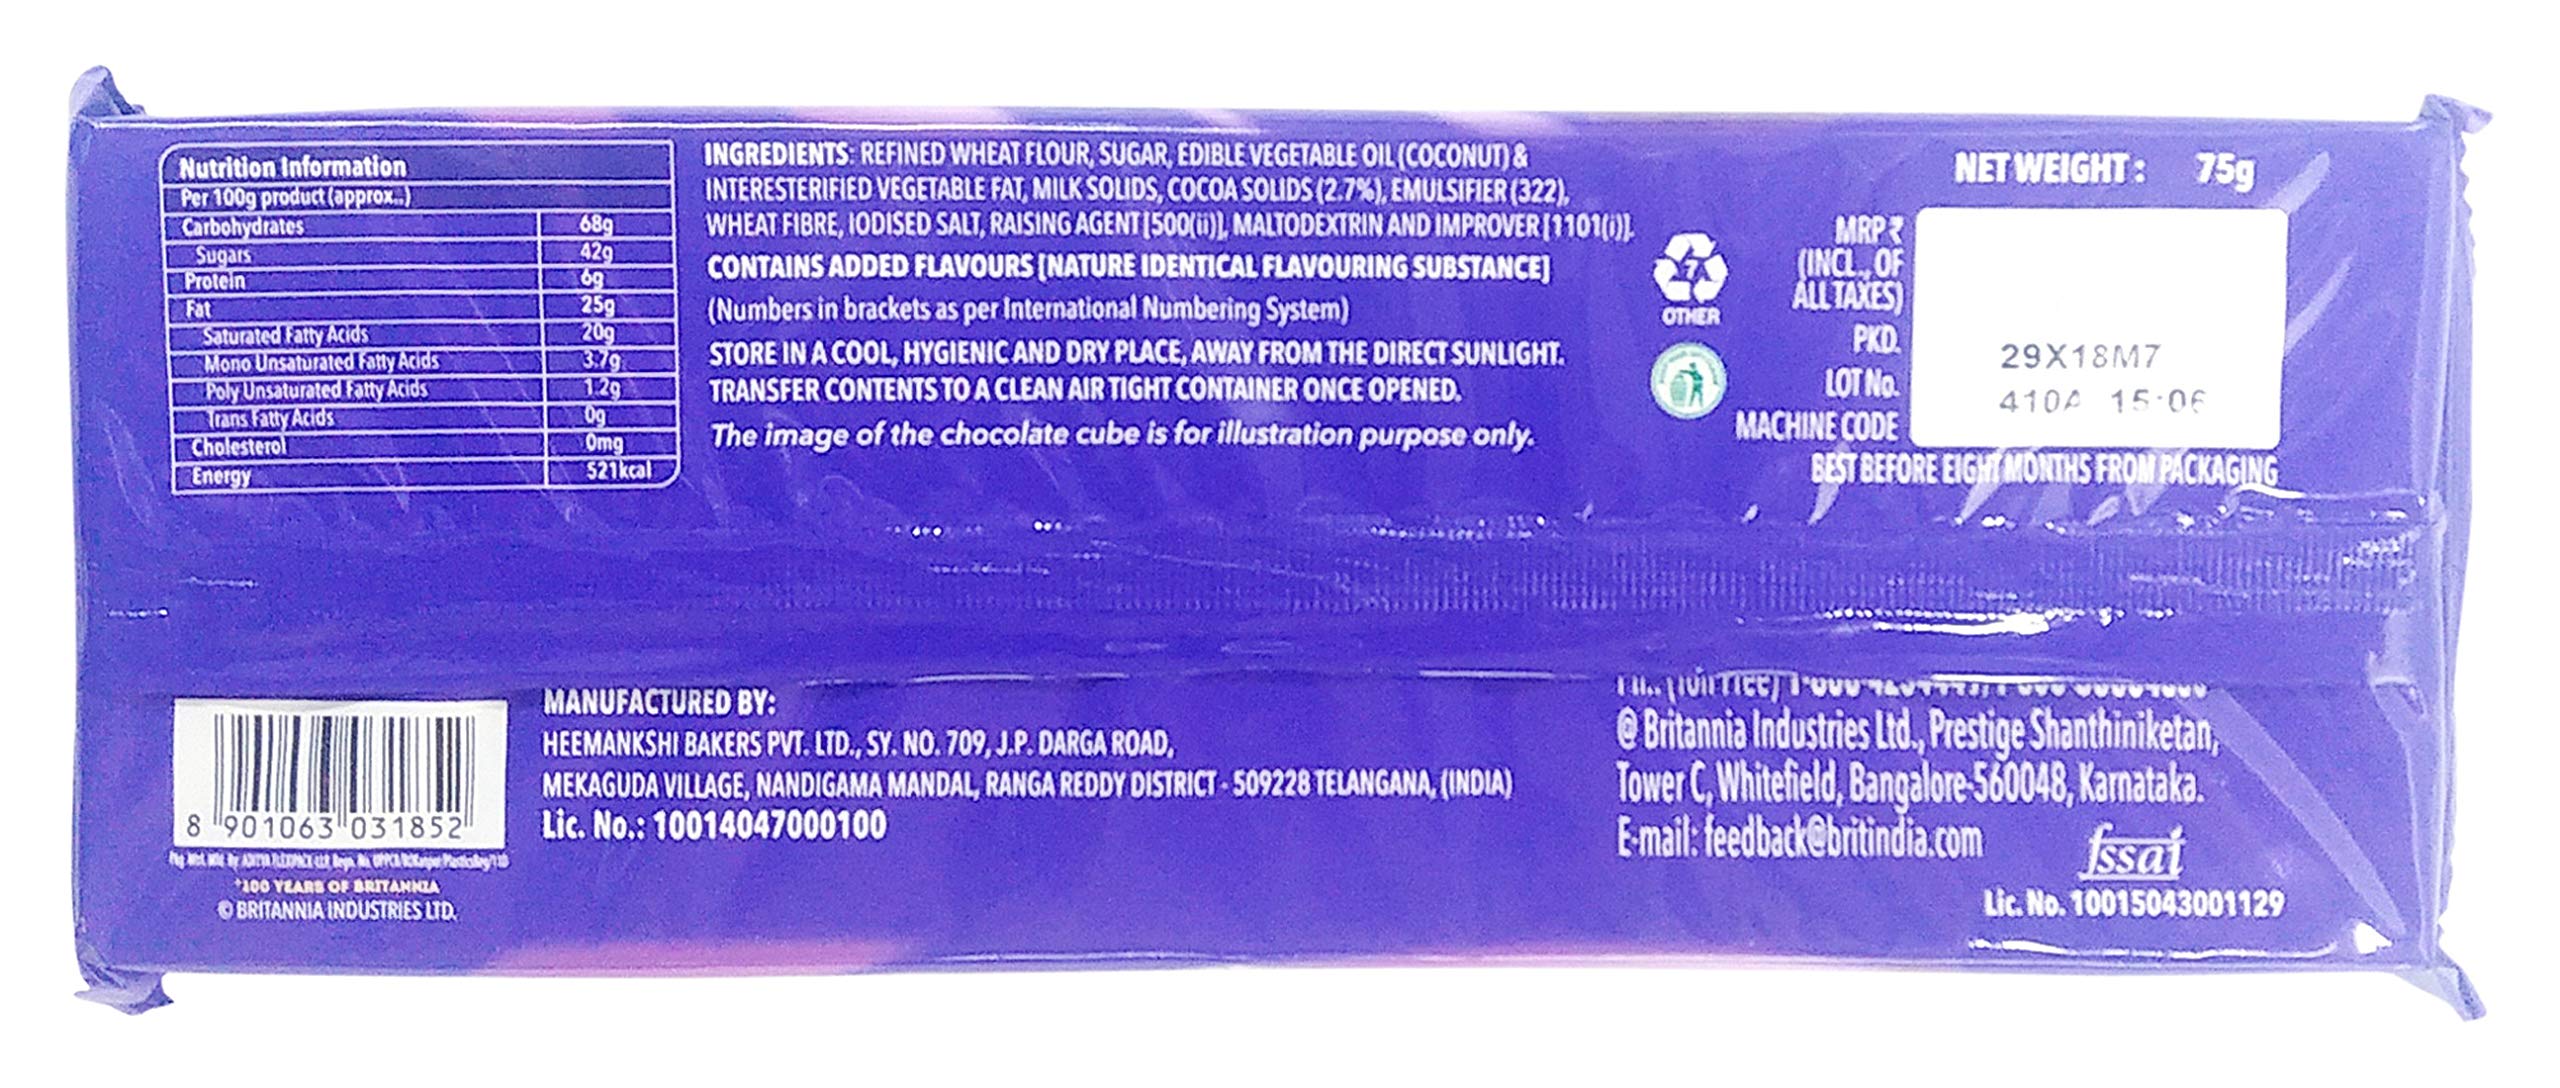 Nutrition Information
Per 100g product (approx..)
Carbohydrates 68g
Sugars 42g
Protein 6g
Fat 25g
Saturated Fatty Acids 20g
Mono Unsaturated Fatty Acids 3.7g
Poly Unsaturated Fatty Acids 1.2g
Trans Fatty Acids 0g
Cholesterol 0mg
Energy 521kcal
INGREDIENTS: REFINED WHEAT FLOUR, SUGAR, EDIBLE VEGETABLE OIL (COCONUT) &
INTERESTERIFIED VEGETABLE FAT, MILK SOLIDS, COCOA SOLIDS (2.7%), EMULSIFIER (322),
WHEAT FIBRE, IODISED SALT, RAISING AGENT [500(ii)], MALTODEXTRIN AND IMPROVER [1101(i)].
CONTAINS ADDED FLAVOURS [NATURE IDENTICAL FLAVOURING SUBSTANCE]
(Numbers in brackets as per International Numbering System)
STORE IN A COOL, HYGIENIC AND DRY PLACE, AWAY FROM THE DIRECT SUNLIGHT.
TRANSFER CONTENTS TO A CLEAN AIR TIGHT CONTAINER ONCE OPENED.
The image of the chocolate cube is for illustration purpose only.
7
OTHER
NET WEIGHT : 75g
MRP ₹
(INCL., OF
ALL TAXES)
PKD.
LOT No.
MACHINE CODE
29X18M7
410A 15:06
BEST BEFORE EIGHT MONTHS FROM PACKAGING
8 901063 031852
Pkg Mtrl. Mfd. By ADITYA FLEXIPACK LLP.
*100 YEARS OF BRITANNIA
© BRITANNIA INDUSTRIES LTD.
MANUFACTURED BY:
HEEMANKSHI BAKERS PVT. LTD., SY. NO. 709, J.P. DARGA ROAD,
MEKAGUDA VILLAGE, NANDIGAMA MANDAL, RANGA REDDY DISTRICT - 509228 TELANGANA, (INDIA)
Lic. No.: 10014047000100
@ Britannia Industries Ltd., Prestige Shanthiniketan,
Tower C, Whitefield, Bangalore-560048, Karnataka.
E-mail: feedback@britindia.com
fssai
Lic. No. 10015043001129